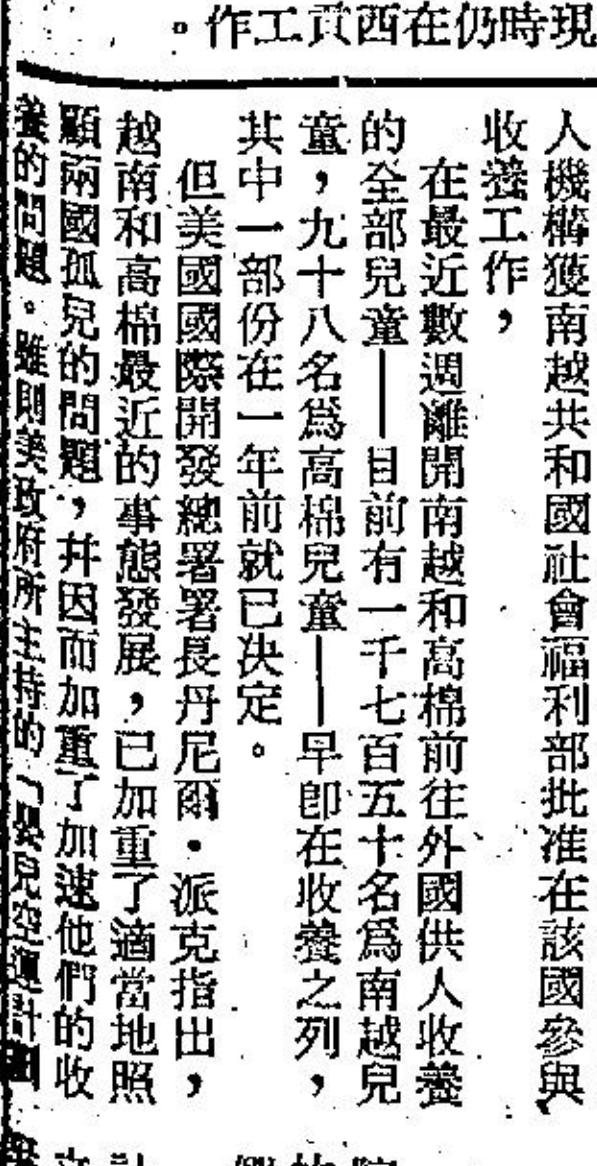 現時仍在西貢工作。
人機構獲南越共和國社會福利部批准在該國參與
收養工作，
在最近數週離開南越和高棉前往外國供人收養
的全部兒童——目前有一千七百五十名爲南越兒
童，九十八名爲高棉兒童——早卽在收養之列，
其中一部份在一年前就已決定。
但美國國際開發總署署長丹尼爾・派克指出，
越南和高棉最近的事態發展，已加重了適當地照
顧兩國孤兒的問題，幷因而加重了加速他們的收
養的問題。雖則美政府所主持的「嬰兒空運計劃